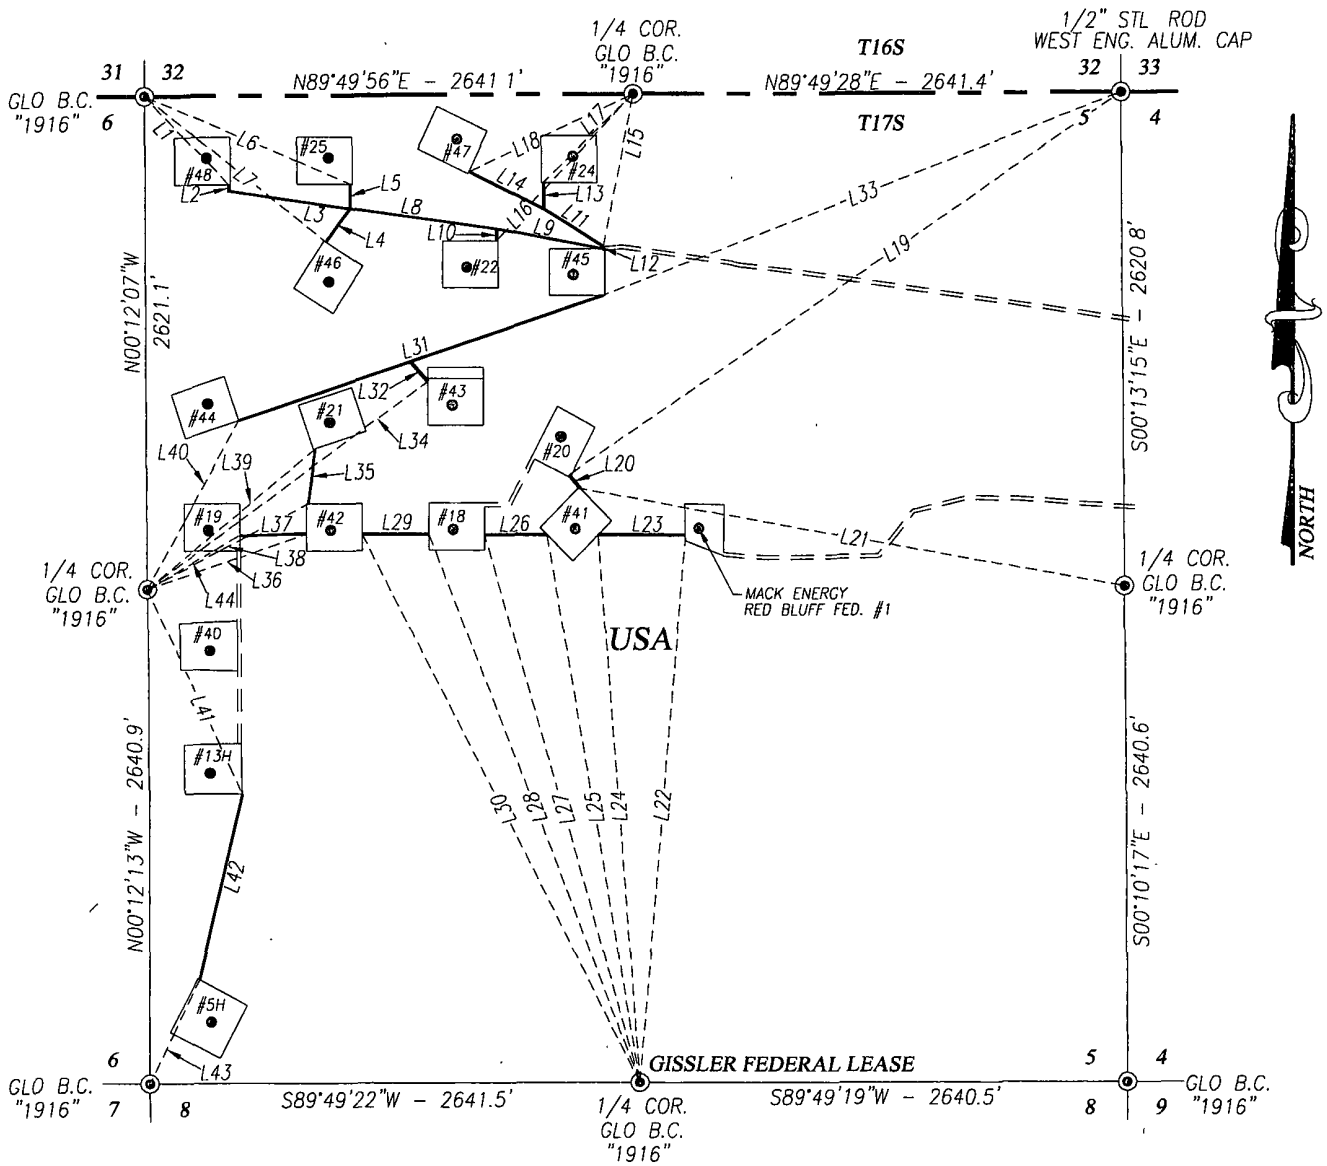 1/2" STL ROD
WEST ENG. ALUM. CAP
1/4 COR.
GLO B.C.
"1916"
T16S
31
32
32
33
N89°49'56"E - 2641 1'
N89°49'28"E - 2641.4'
GLO B.C.
"1916"
6
T17S
5
4
L1
L6
L7
L18
L17
L15
#48
#25
#47
#24
L2
L3
L5
L4
L8
L14
L13
L16
L11
L10
L9
L12
#46
#22
#45
L33
L19
N00°12'07"W
2621.1'
S00°13'15"E - 2620 8'
L31
L32
#44
#21
#43
L34
L40
L39
L35
#20
L20
#19
L37
#42
L29
#18
L26
#41
L23
L21
L38
L36
L44
1/4 COR.
GLO B.C.
"1916"
1/4 COR.
GLO B.C.
"1916"
MACK ENERGY
RED BLUFF FED. #1
NORTH
USA
#40
L41
#13H
N00°12'13"W - 2640.9'
S00°10'17"E - 2640.6'
L30
L28
L27
L25
L24
L22
L42
#5H
L43
6
GISSLER FEDERAL LEASE
5
4
GLO B.C.
"1916"
7
8
S89°49'22"W - 2641.5'
S89°49'19"W - 2640.5'
GLO B.C.
"1916"
8
9
1/4 COR.
GLO B.C.
"1916"